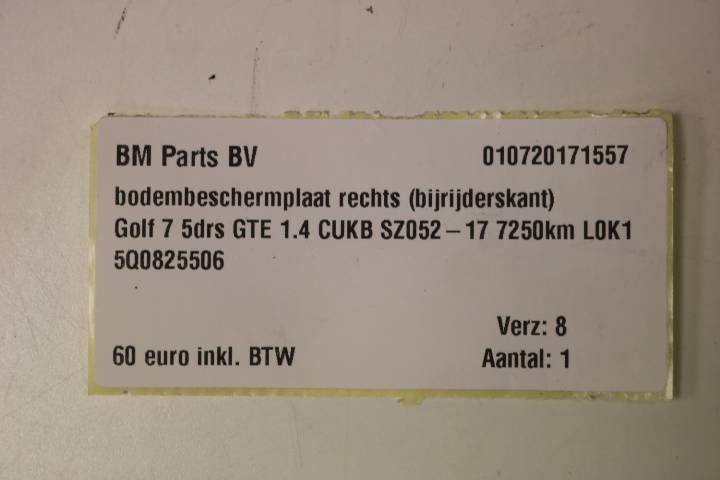 BM Parts BV 010720171557
bodembeschermplaat rechts (bijrijderskant)
Golf 7 5drs GTE 1.4 CUKB SZ052 – 17 7250km L0K1
5Q0825506
Verz: 8
60 euro inkl. BTW Aantal: 1